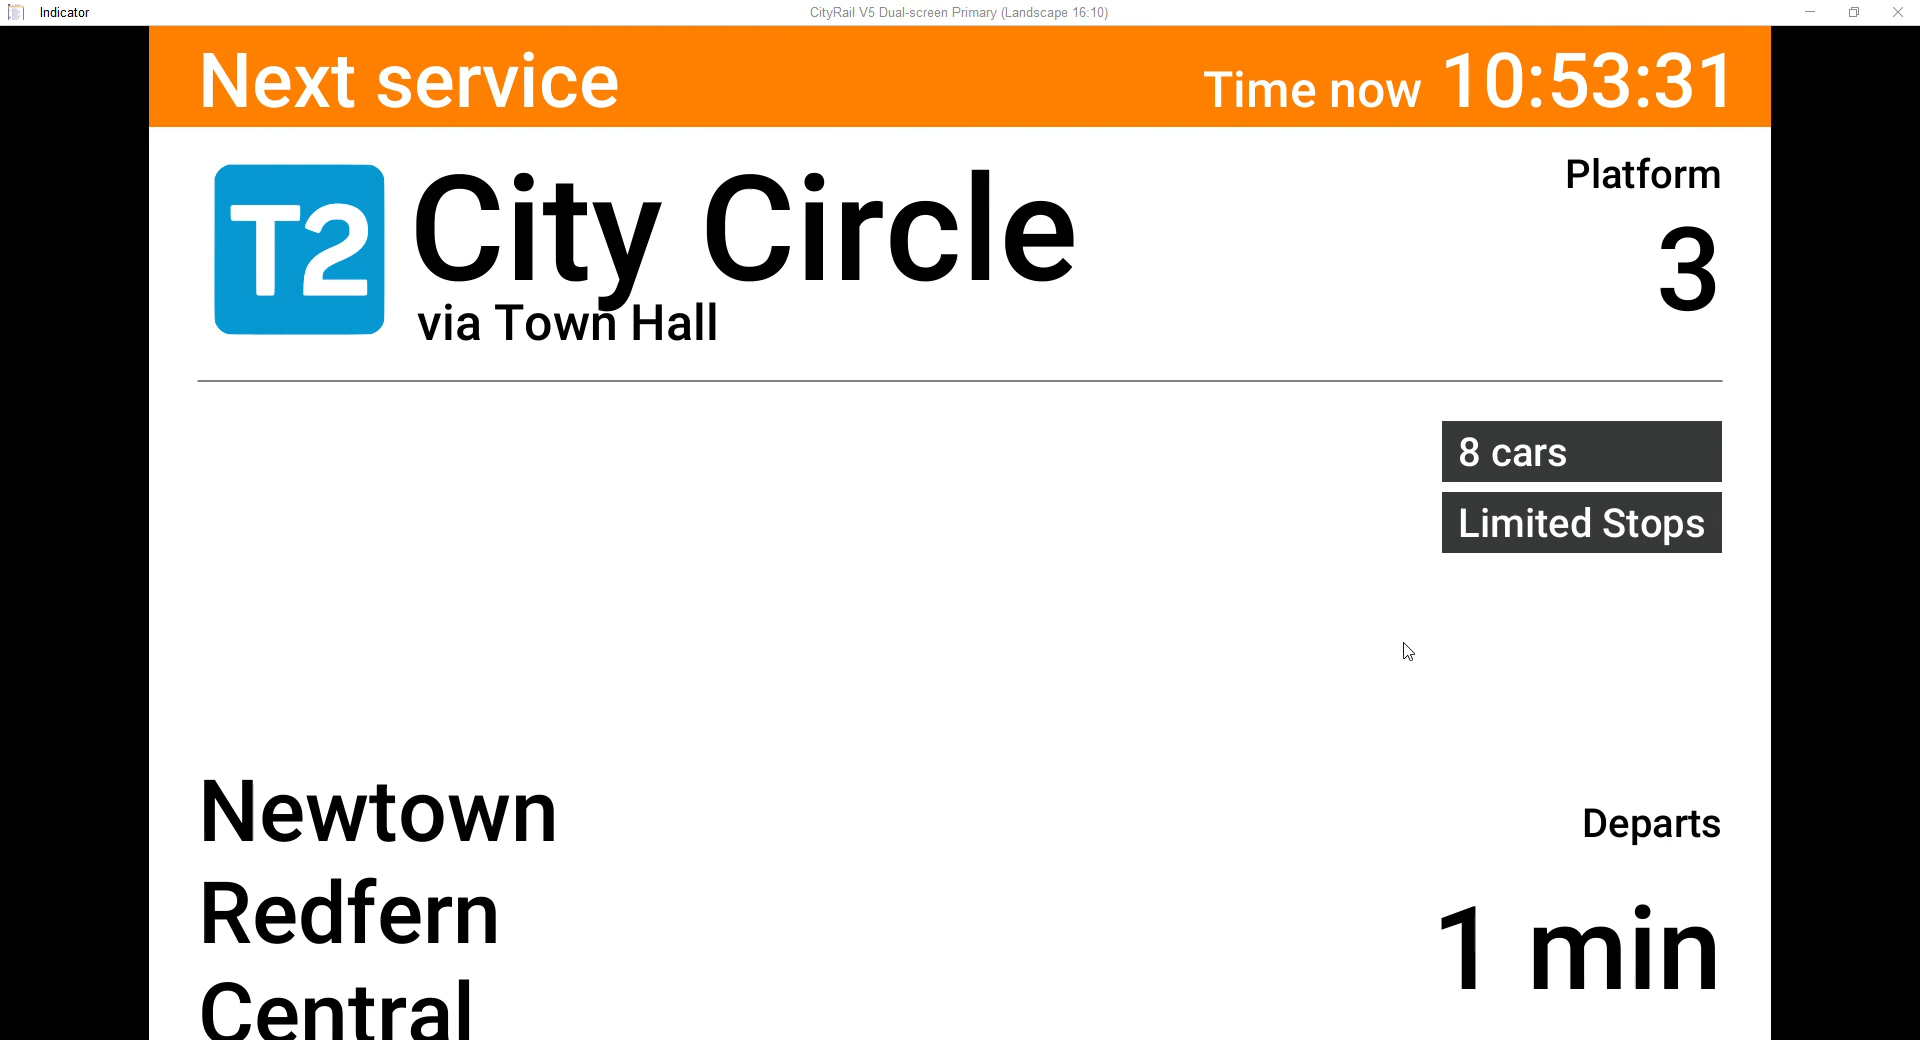 Indicator
CityRail V5 Dual-screen Primary (Landscape 16:10)
Next service
Time now 10:53:31
T2 City Circle
via Town Hall
Platform
3
8 cars
Limited Stops
Newtown
Redfern
Central
Departs
1 min